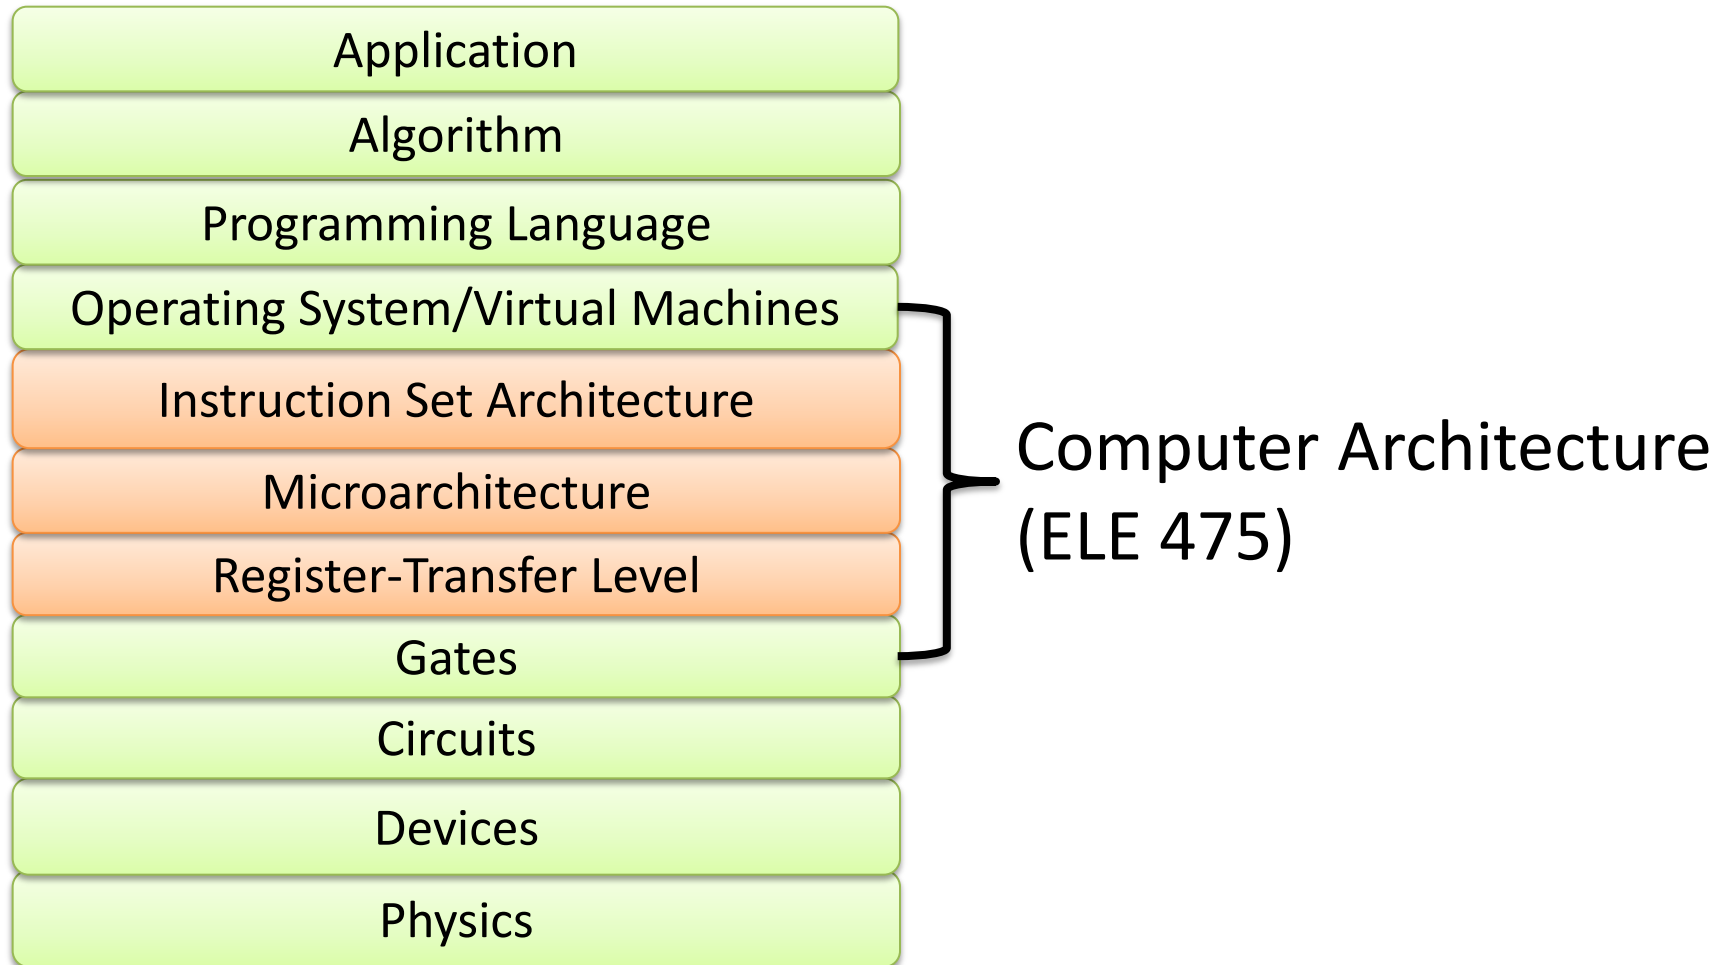 Application
Algorithm
Programming Language
Operating System/Virtual Machines
Instruction Set Architecture
Microarchitecture
Register-Transfer Level
Gates
Circuits
Devices
Physics
Computer Architecture
(ELE 475)